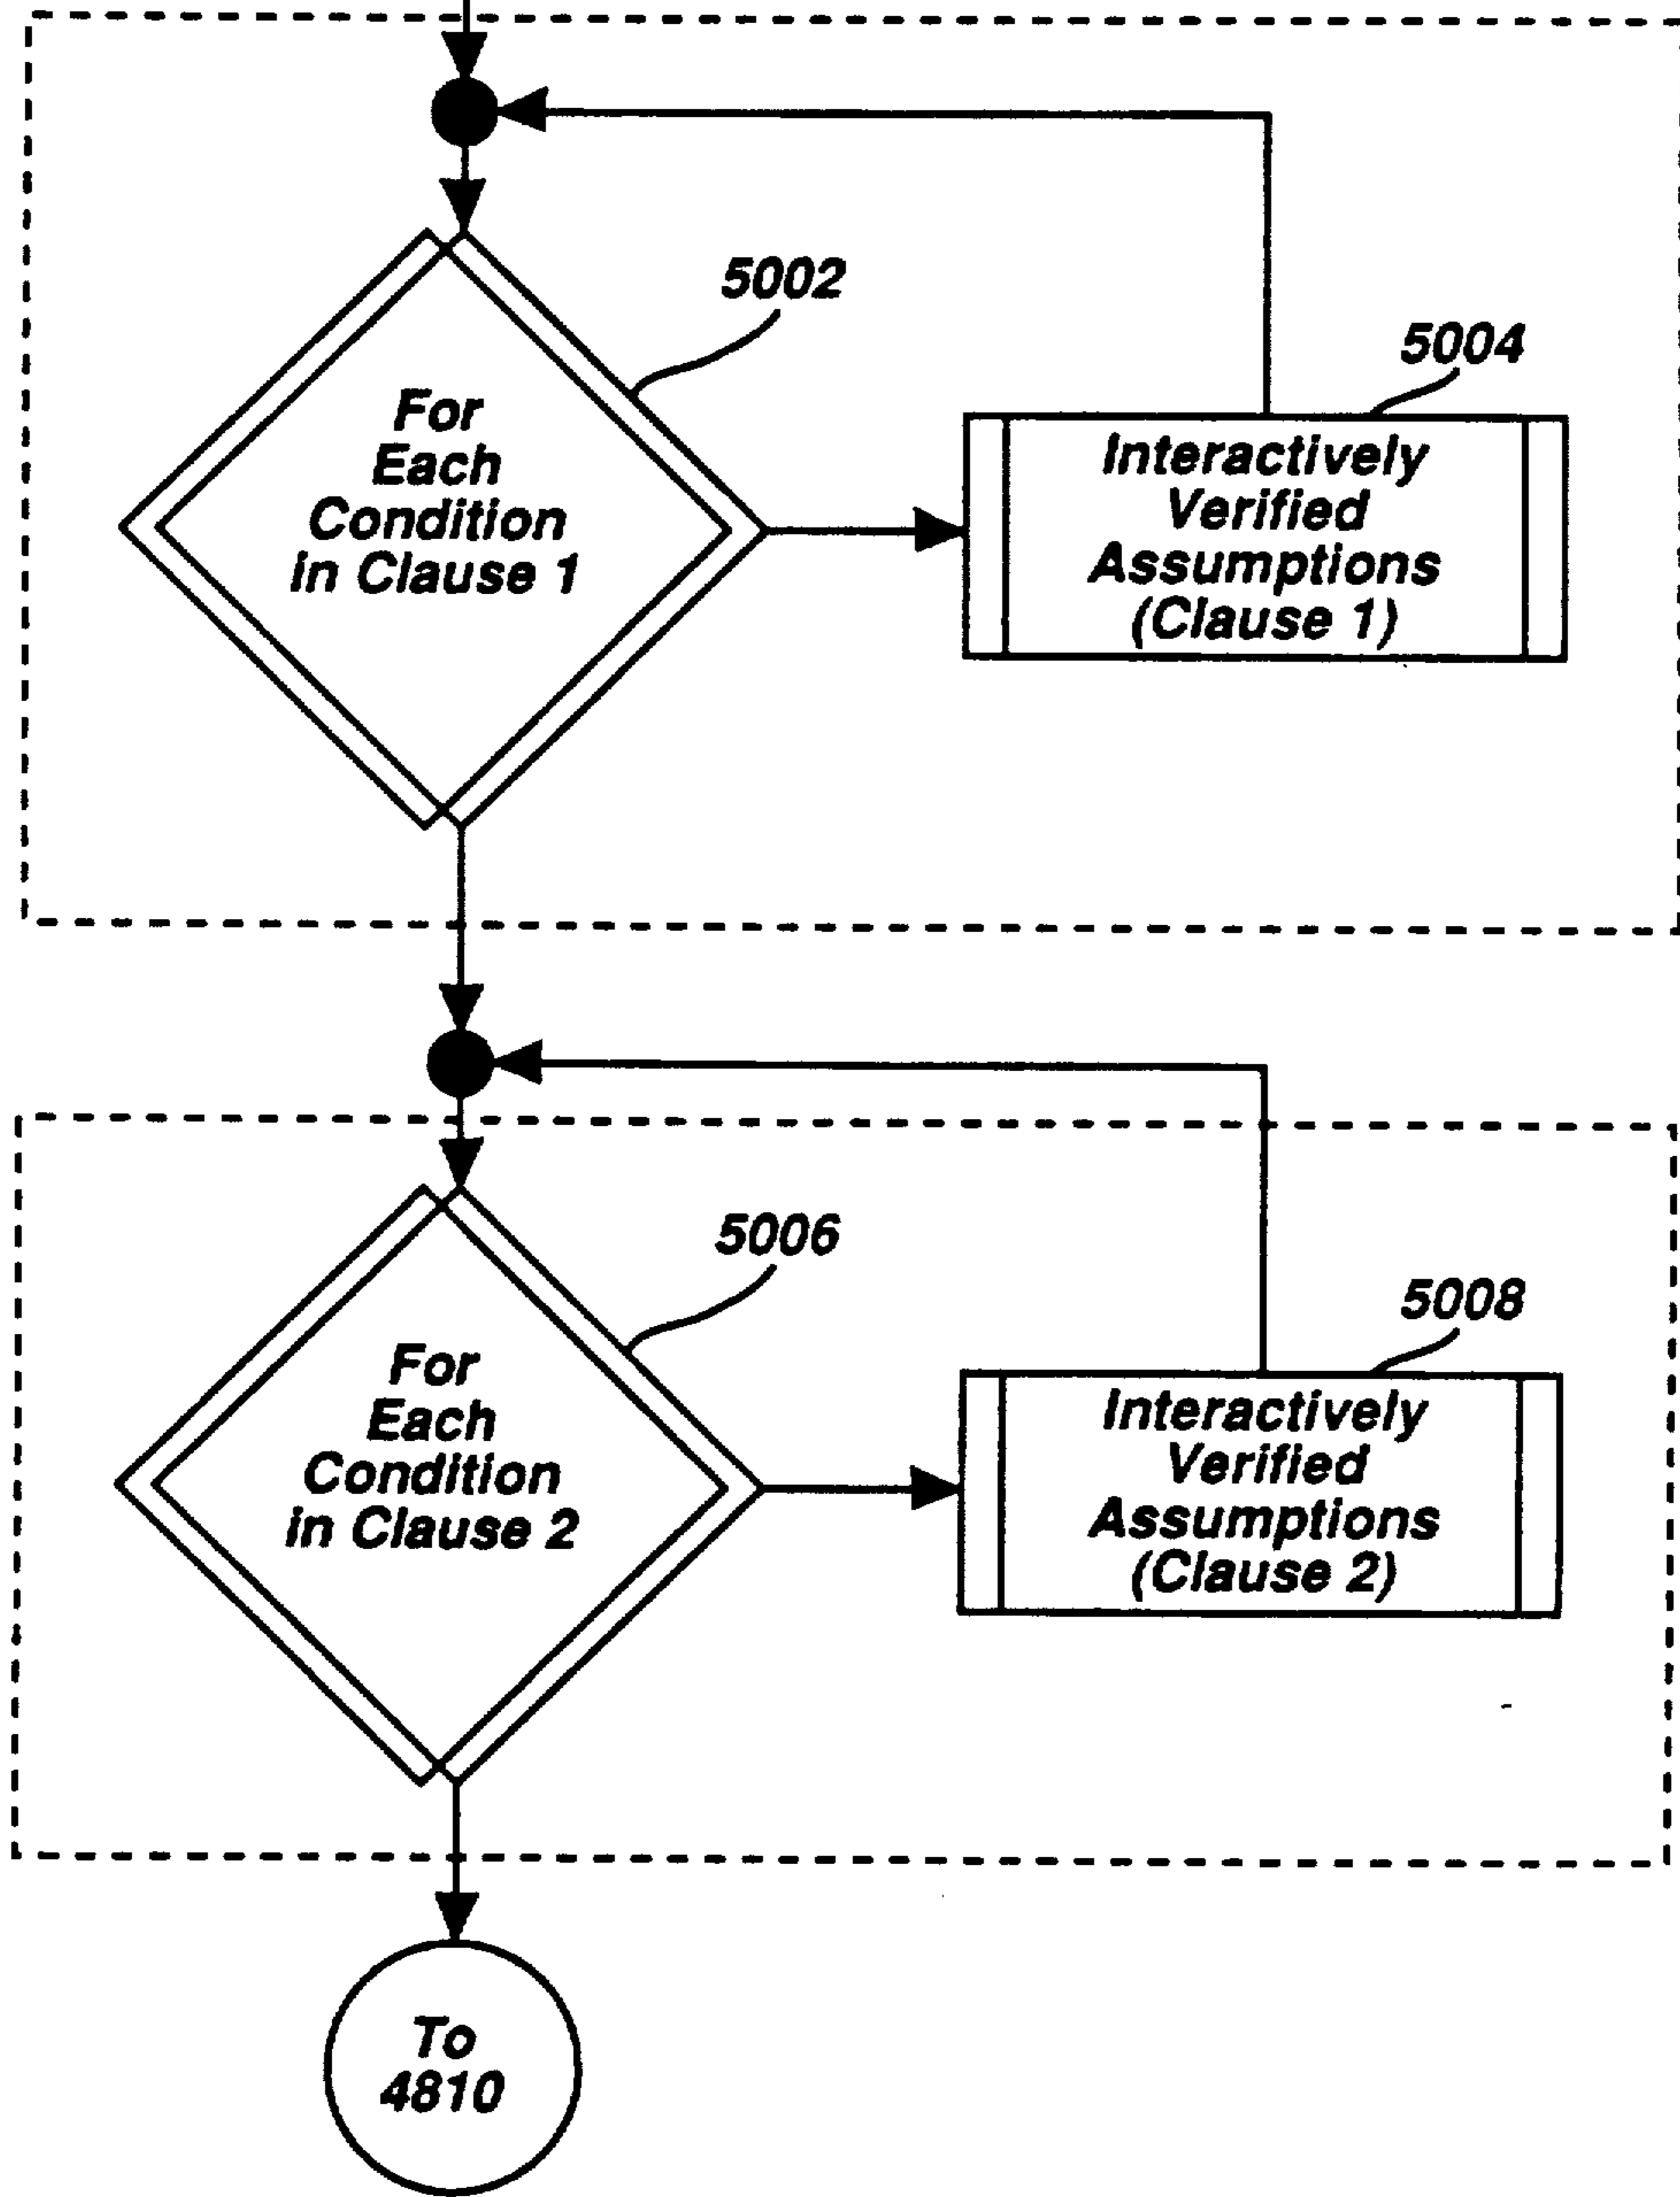 5002
For
Each
Condition
in Clause 1
5004
Interactively
Verified
Assumptions
(Clause 1)
5006
For
Each
Condition
in Clause 2
5008
Interactively
Verified
Assumptions
(Clause 2)
To
4810